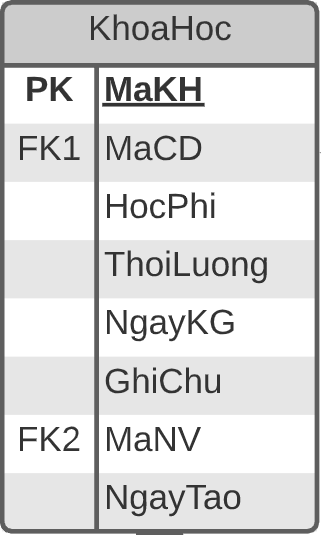 KhoaHoc
PK MaKH
FK1 MaCD
HocPhi
ThoiLuong
NgayKG
GhiChu
FK2 MaNV
NgayTao